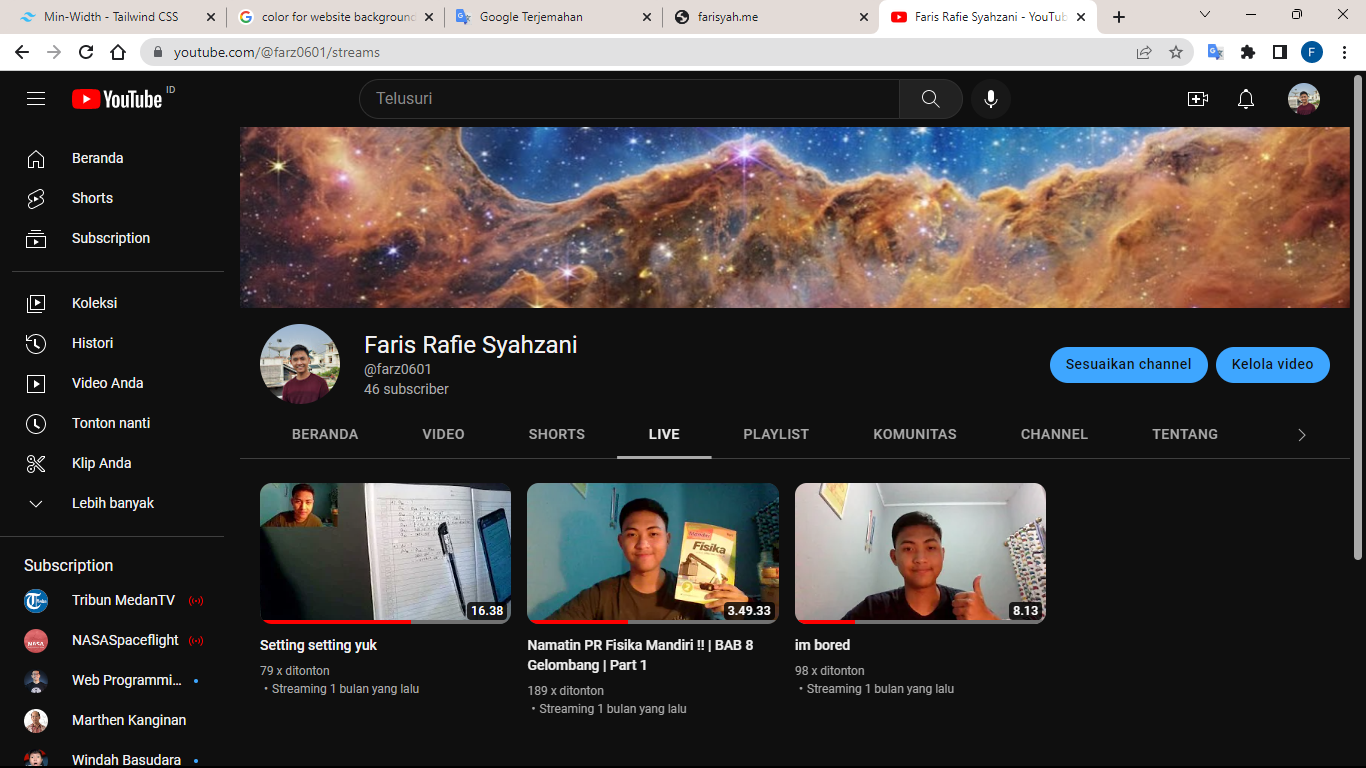 Min-Width - Tailwind CSS
color for website background
Google Terjemahan
farisyah.me
Faris Rafie Syahzani - YouTub
youtube.com/@farz0601/streams
F
YouTube ID
Telusuri
Beranda
Shorts
Subscription
Koleksi
Histori
Video Anda
Tonton nanti
Klip Anda
Lebih banyak
Subscription
Tribun MedanTV
NASASpaceflight
Web Programmi...
Marthen Kanginan
Windah Basudara
Faris Rafie Syahzani
@farz0601
46 subscriber
Sesuaikan channel
Kelola video
BERANDA
VIDEO
SHORTS
LIVE
PLAYLIST
KOMUNITAS
CHANNEL
TENTANG
16.38
Setting setting yuk
79 x ditonton
• Streaming 1 bulan yang lalu
Fisika
3.49.33
Namatin PR Fisika Mandiri !! | BAB 8
Gelombang | Part 1
189 x ditonton
• Streaming 1 bulan yang lalu
8.13
im bored
98 x ditonton
• Streaming 1 bulan yang lalu